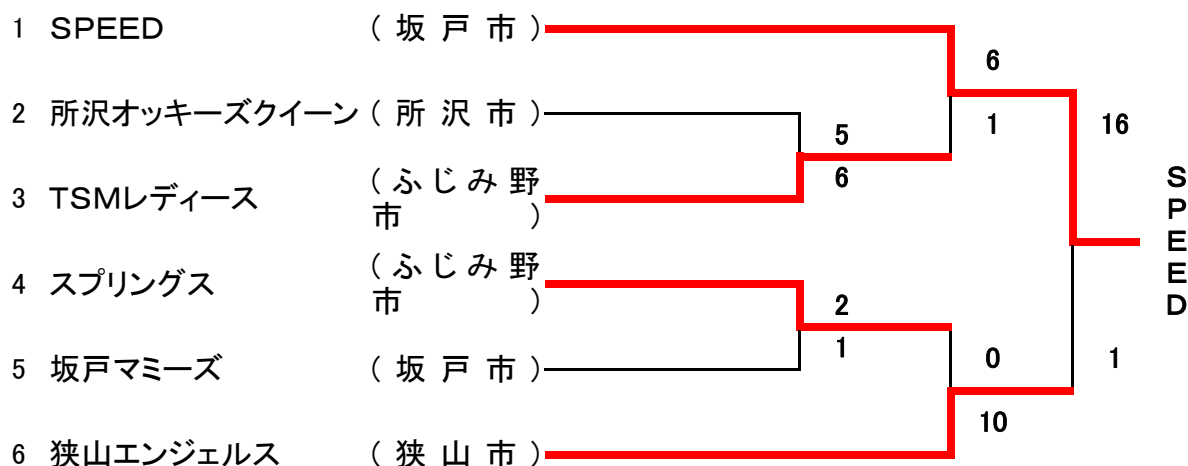 1 SPEED (坂戸市)
6
2 所沢オッキーズクイーン (所沢市)
5
1
16
6
3 TSMレディース (ふじみ野
市)
SPEED
4 スプリングス (ふじみ野
市)
2
1
0
1
5 坂戸マミーズ (坂戸市)
10
6 狭山エンジェルス (狭山市)